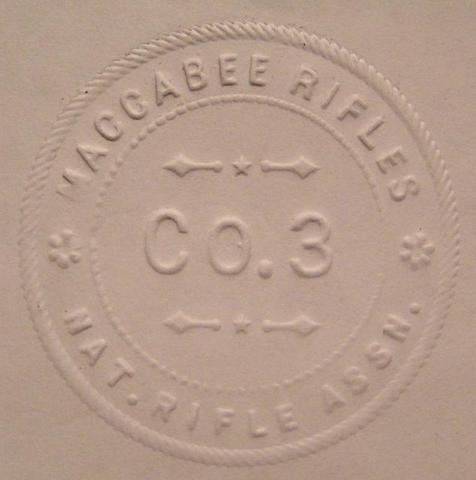 MACCABEE RIFLES
CO.3
NAT. RIFLE ASSN.